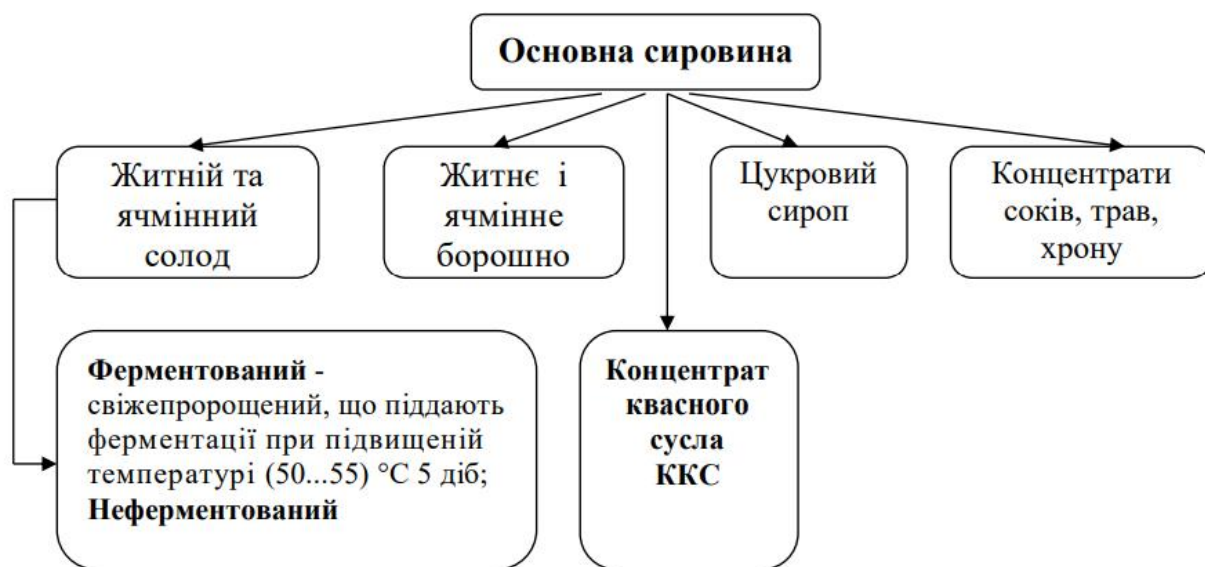 Основна сировина
Житній та
ячмінний
солод
Житнє і
ячмінне
борошно
Цукровий
сироп
Концентрати
соків, трав,
хрону
Ферментований -
свіжепророщений, що піддають
ферментації при підвищеній
температурі (50...55) °С 5 діб;
Неферментований
Концентрат
квасного
сусла
ККС